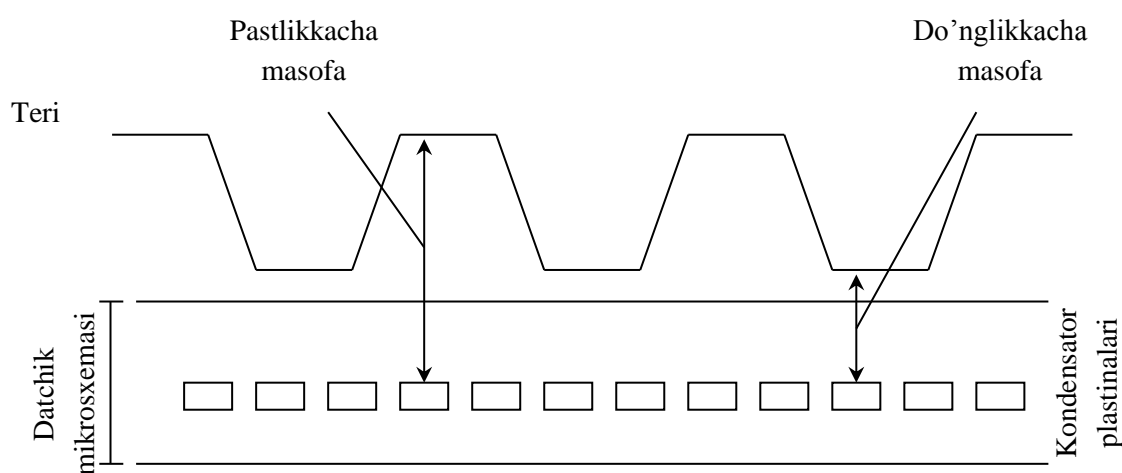 Pastlikkacha
masofa
Do’nglikkacha
masofa
Teri
Datchik
mikrosxemasi
Kondensator
plastinalari